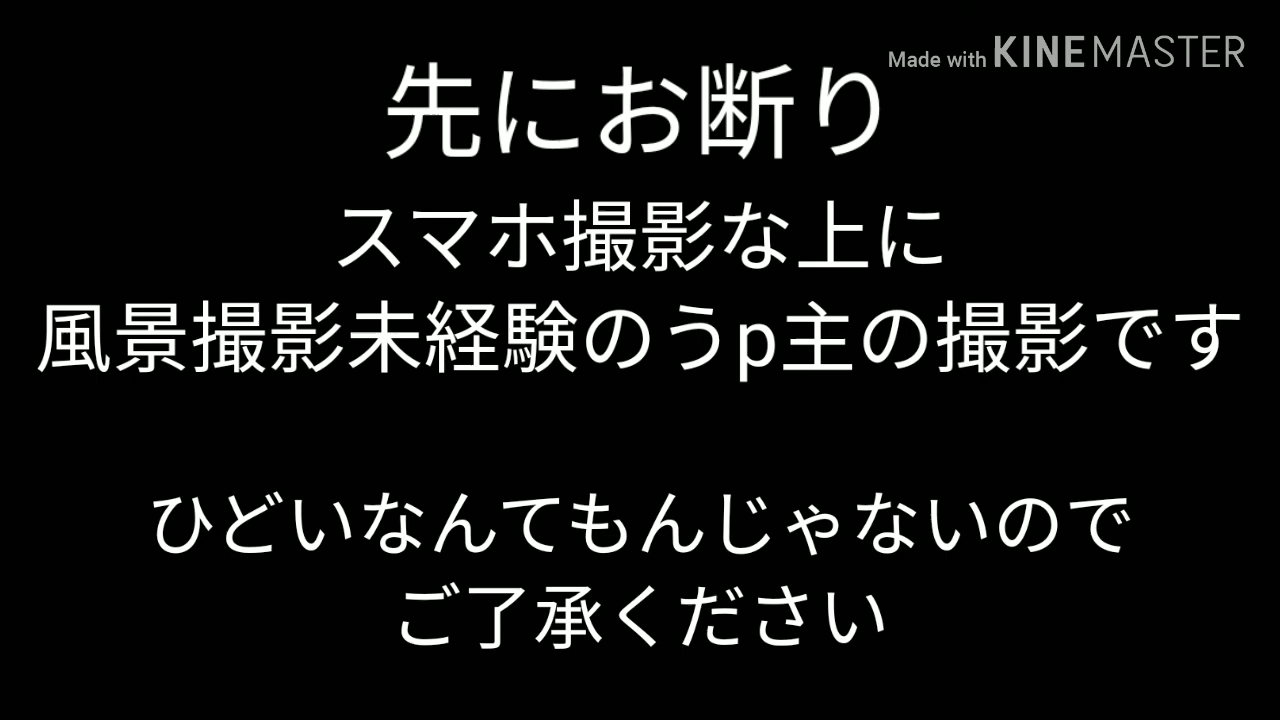 Made with KINEMASTER
先にお断り
スマホ撮影な上に
風景撮影未経験のうp主の撮影です
ひどいなんてもんじゃないので
ご了承ください